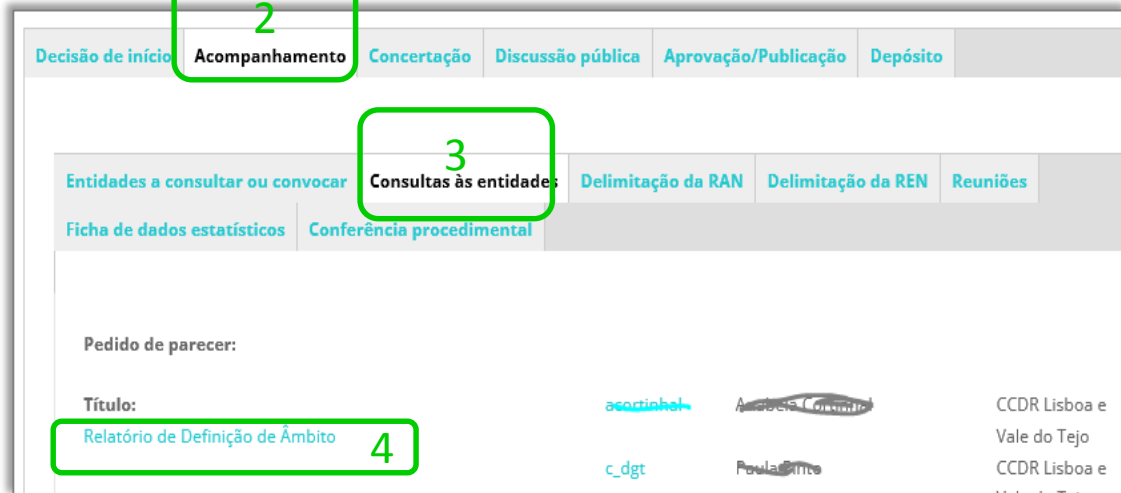 2
Decisão de início Acompanhamento Concertação Discussão pública Aprovação/Publicação Depósito
3
Entidades a consultar ou convocar Consultas às entidades Delimitação da RAN Delimitação da REN Reuniões
Ficha de dados estatísticos Conferência procedimental
Pedido de parecer:
Título: CCDR Lisboa e
Relatório de Definição de Âmbito 4 Vale do Tejo
c_dgt CCDR Lisboa e